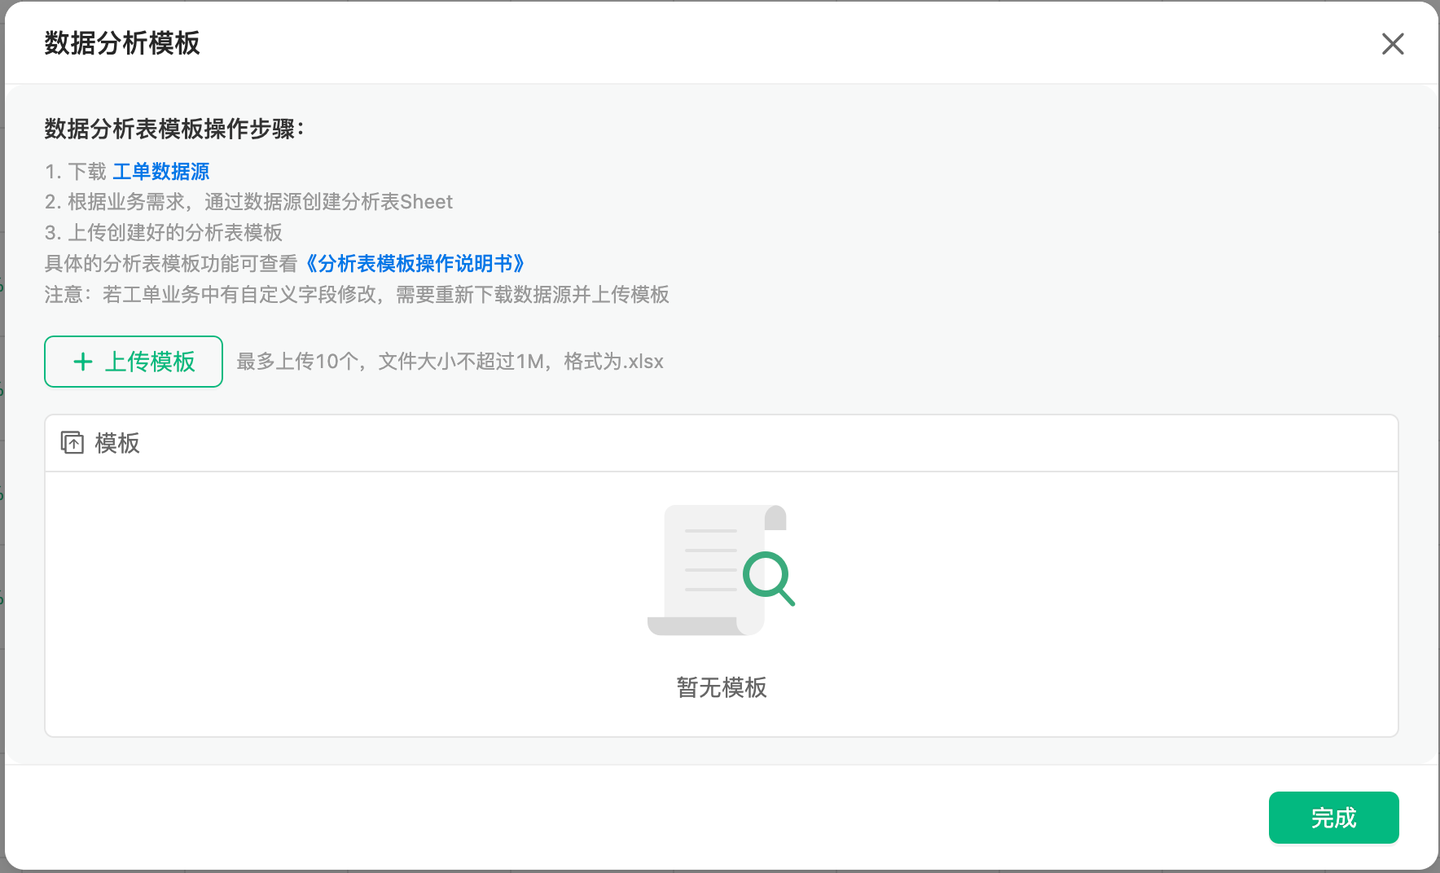 数据分析模板
数据分析表模板操作步骤：
1. 下载 工单数据源
2. 根据业务需求，通过数据源创建分析表Sheet
3. 上传创建好的分析表模板
具体的分析表模板功能可查看《分析表模板操作说明书》
注意：若工单业务中有自定义字段修改，需要重新下载数据源并上传模板
+ 上传模板 最多上传10个，文件大小不超过1M，格式为.xlsx
模板
暂无模板
完成